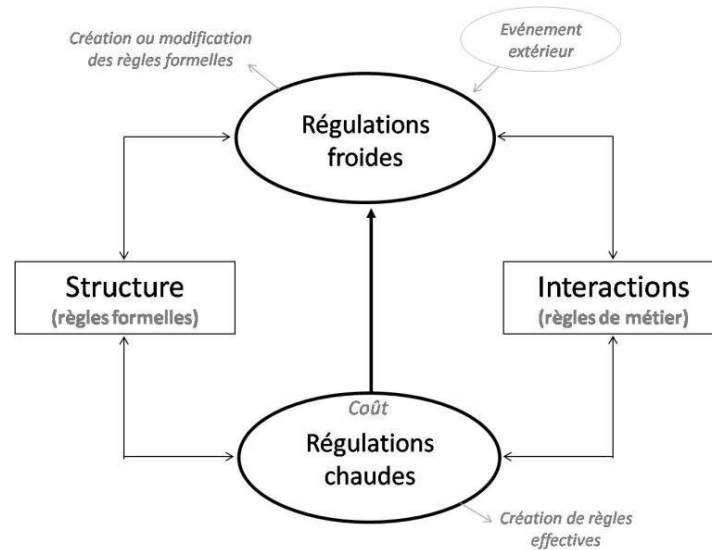 Création ou modification
des règles formelles
Evénement
extérieur
Régulations
froides
Structure
(règles formelles)
Interactions
(règles de métier)
Coût
Régulations
chaudes
Création de règles
effectives